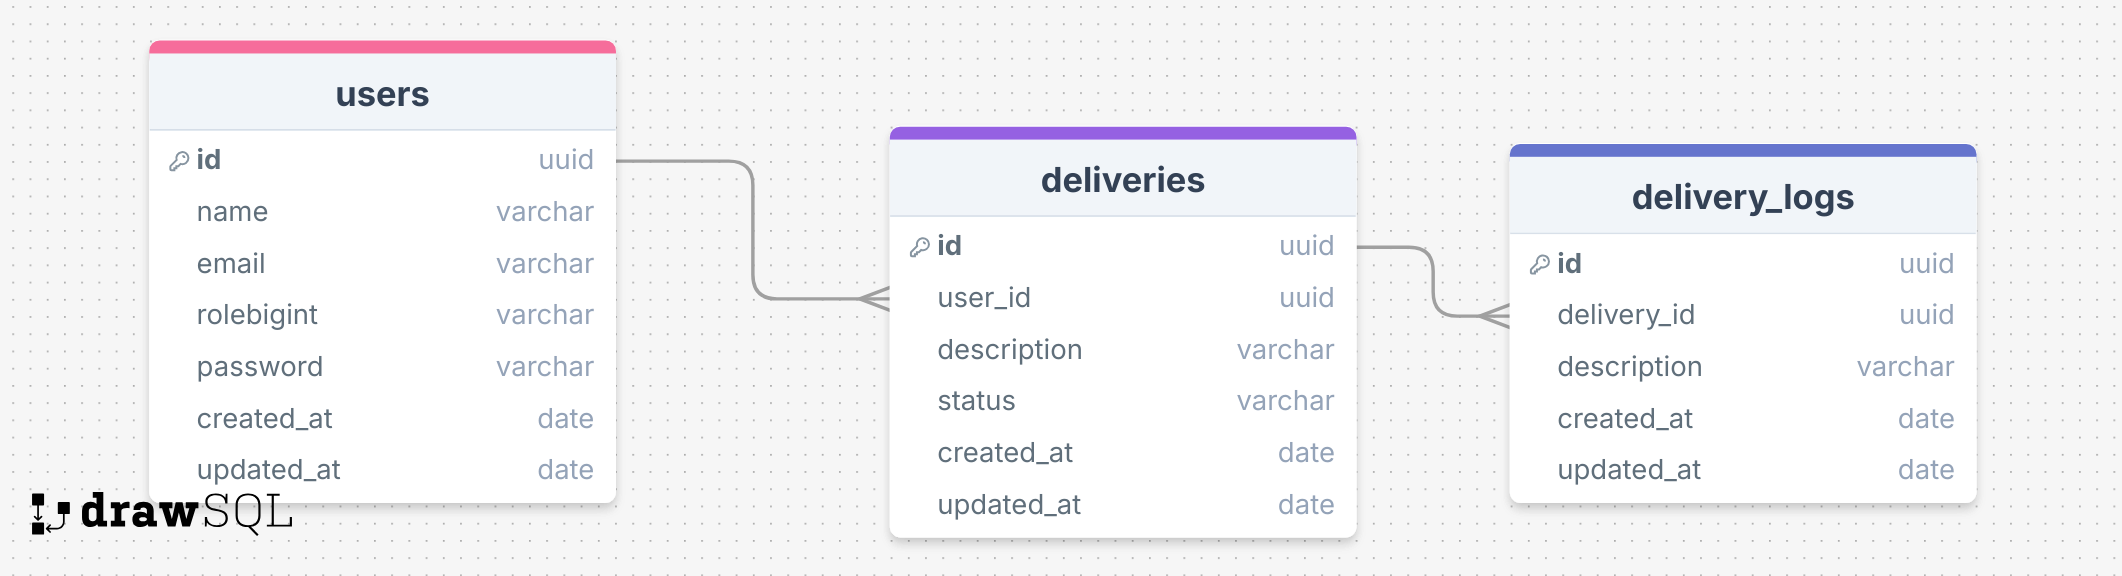 users
id uuid
name varchar
email varchar
rolebigint varchar
password varchar
created_at date
updated_at date
deliveries
id uuid
user_id uuid
description varchar
status varchar
created_at date
updated_at date
delivery_logs
id uuid
delivery_id uuid
description varchar
created_at date
updated_at date
drawSQL